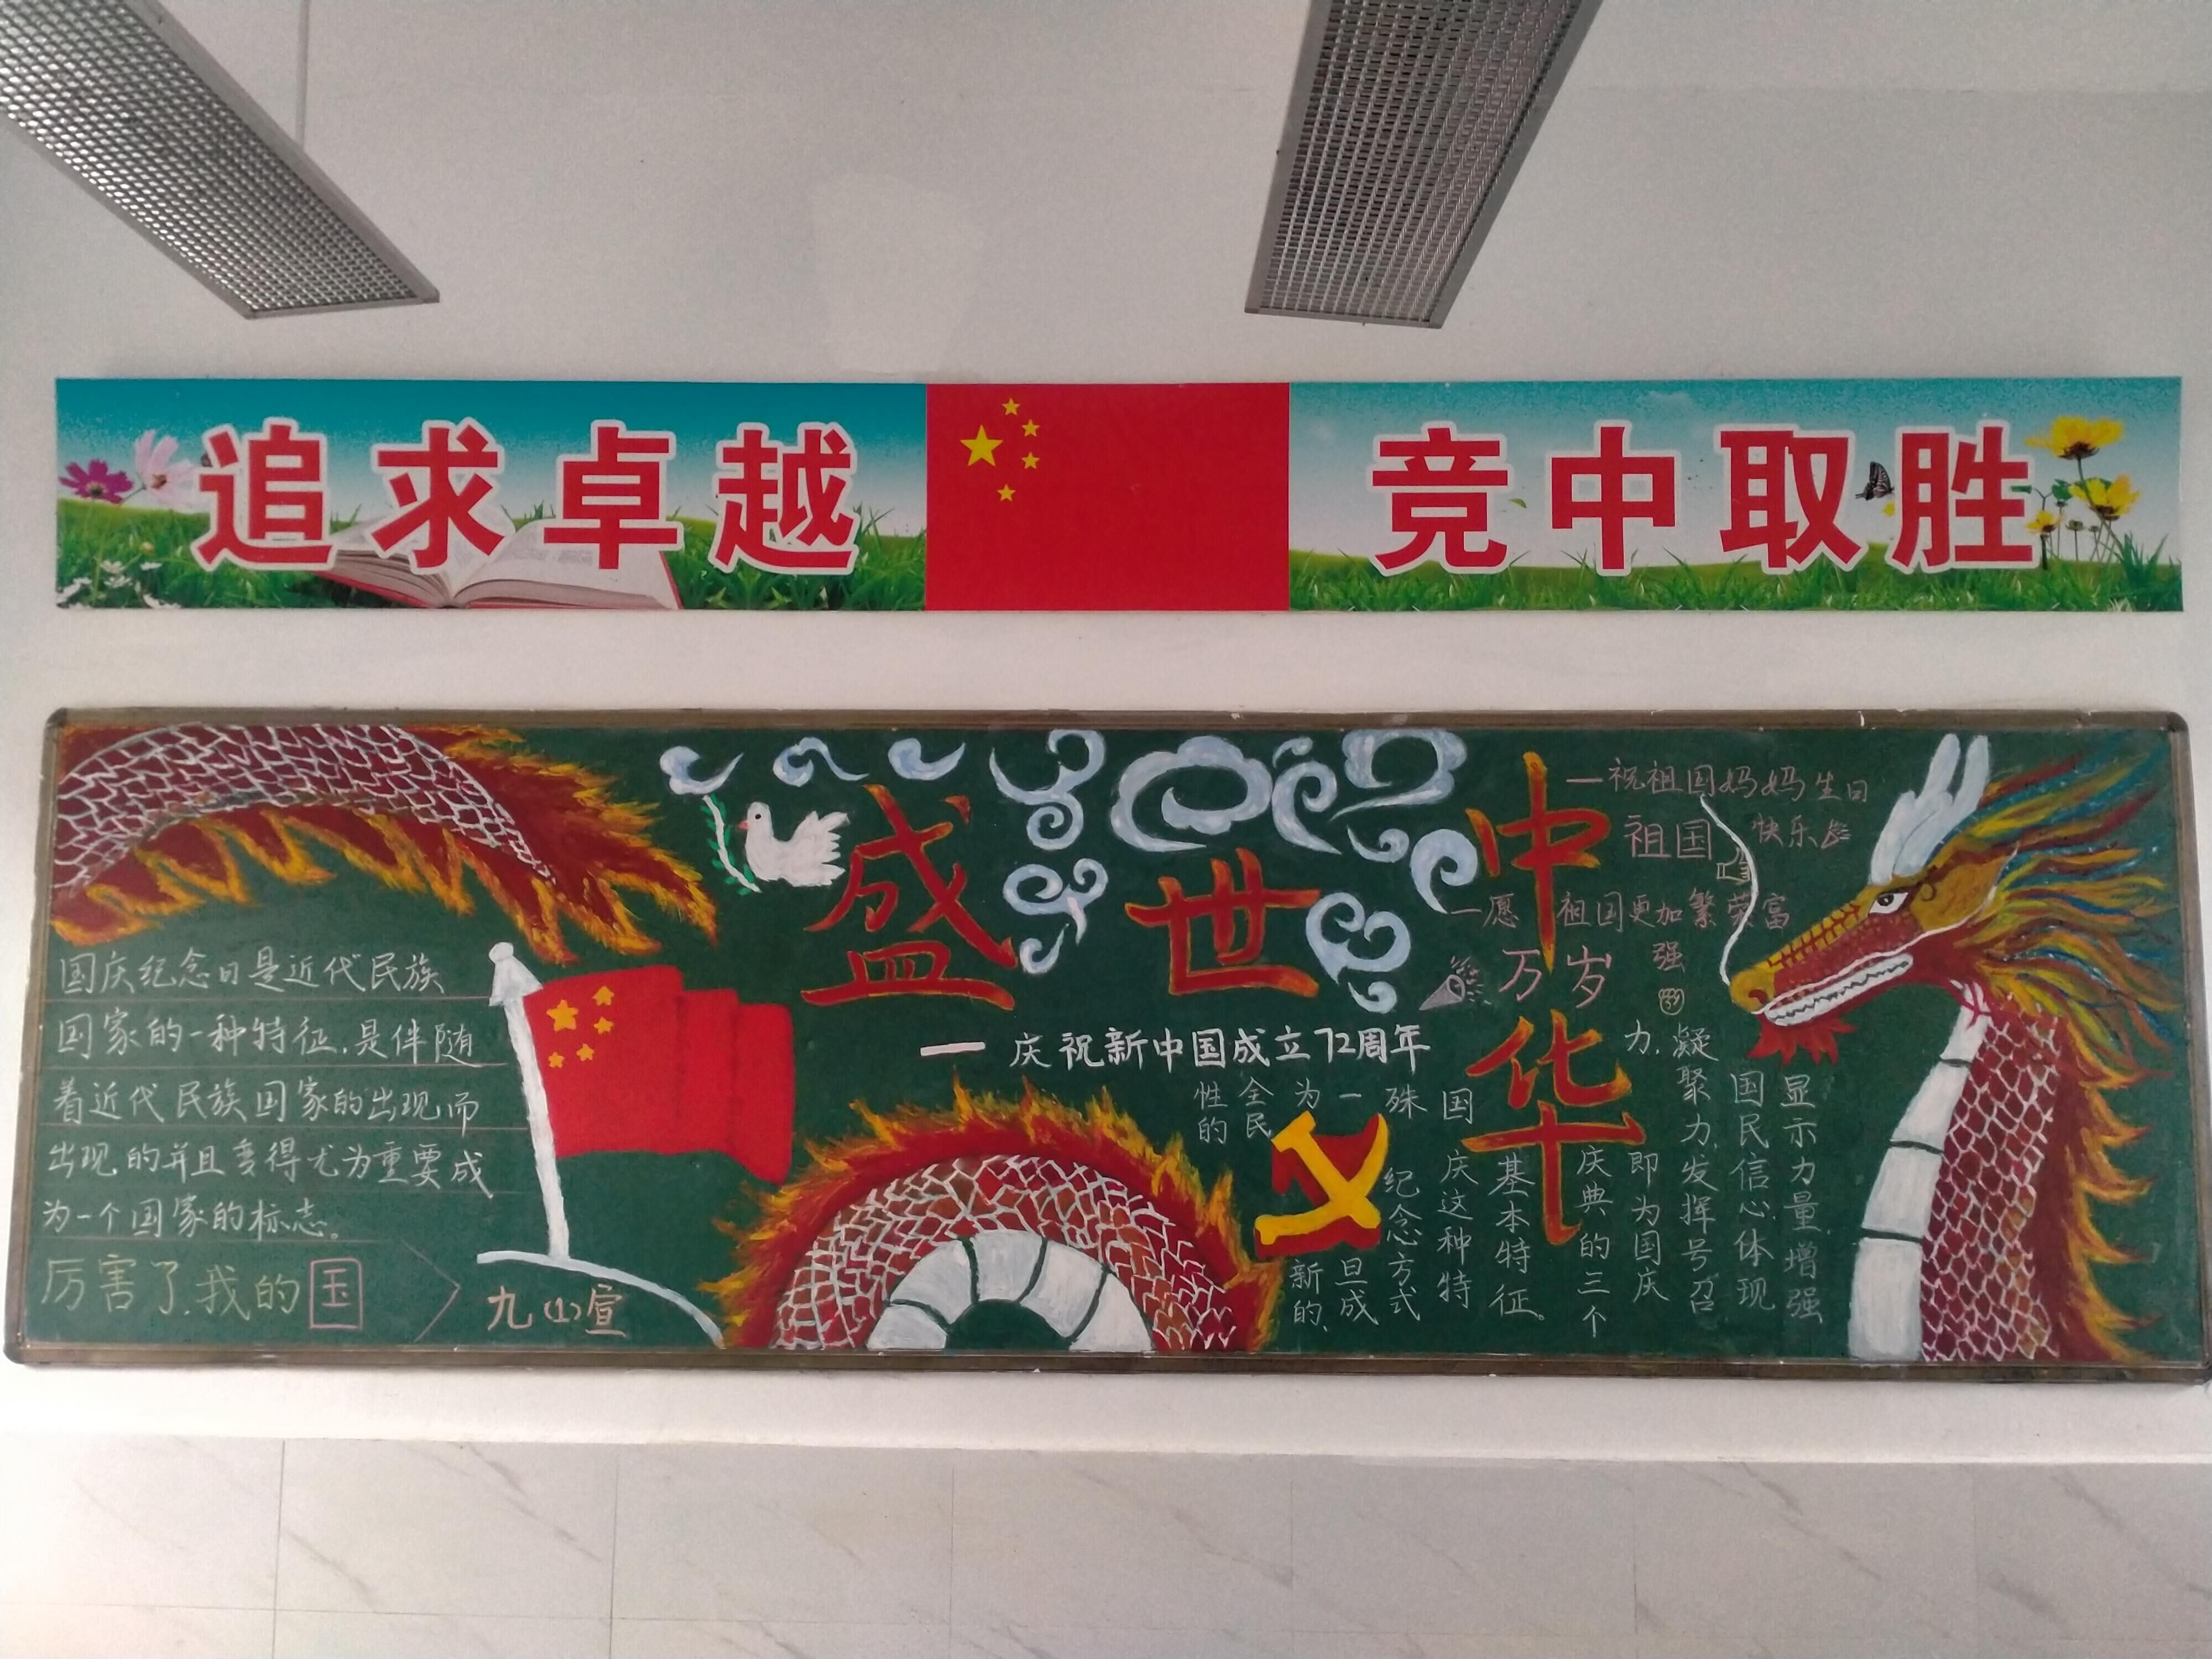 追求卓越 竞中取胜
盛世中华
—庆祝新中国成立72周年
一祝祖国妈妈生日
快乐
祖国
一愿祖国更加繁荣富
强
万岁
国庆纪念日是近代民族
国家的一种特征,是伴随
着近代民族国家的出现而
出现的并且变得尤为重要成
为一个国家的标志。
厉害了,我的国
九(1)宣
显示力量,增强
国民信心,体现
凝聚力,发挥号召
力,即为国庆
庆典的三个
基本特征。
国庆这种特
殊纪念方式
一旦成
为新的、
全民
性的